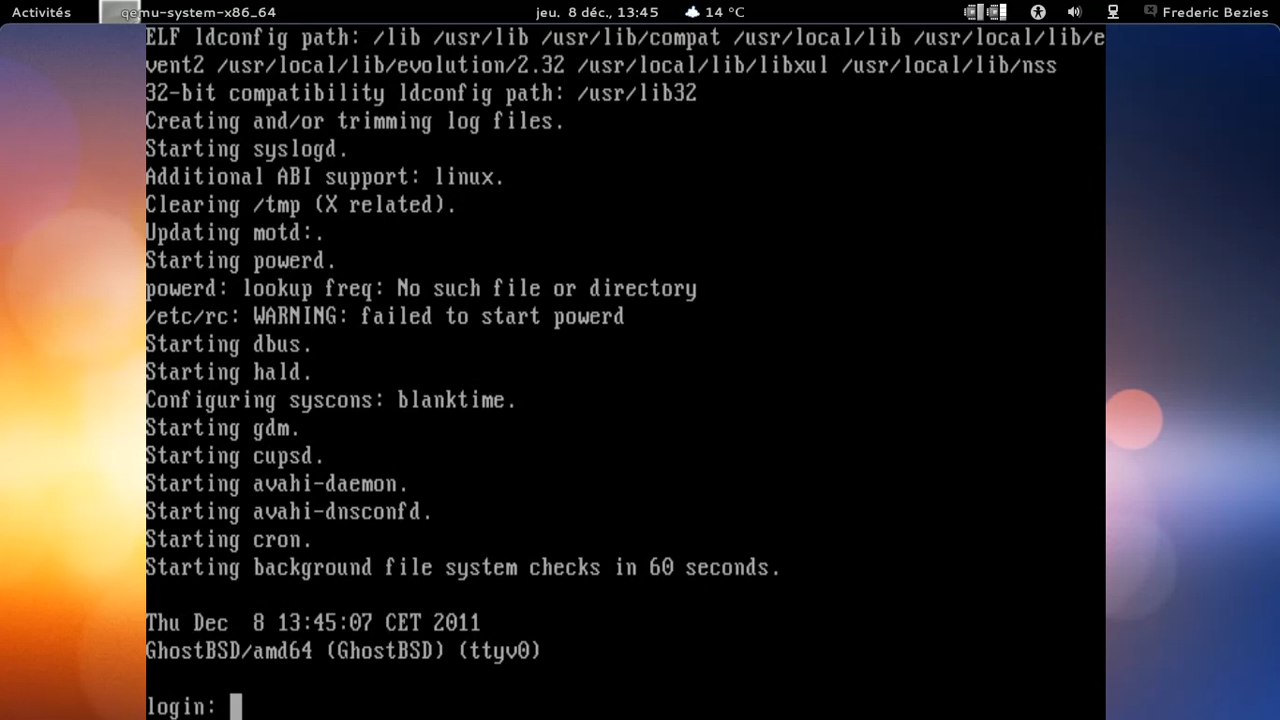 Activités qemu-system-x86_64 jeu. 8 déc., 13:45 14 °C Frederic Bezies
ELF ldconfig path: /lib /usr/lib /usr/lib/compat /usr/local/lib /usr/local/lib/e
vent2 /usr/local/lib/evolution/2.32 /usr/local/lib/libxul /usr/local/lib/nss
32-bit compatibility ldconfig path: /usr/lib32
Creating and/or trimming log files.
Starting syslogd.
Additional ABI support: linux.
Clearing /tmp (X related).
Updating motd:.
Starting powerd.
powerd: lookup freq: No such file or directory
/etc/rc: WARNING: failed to start powerd
Starting dbus.
Starting hald.
Configuring syscons: blanktime.
Starting gdm.
Starting cupsd.
Starting avahi-daemon.
Starting avahi-dnsconfd.
Starting cron.
Starting background file system checks in 60 seconds.
Thu Dec  8 13:45:07 CET 2011
GhostBSD/amd64 (GhostBSD) (ttyv0)
login: